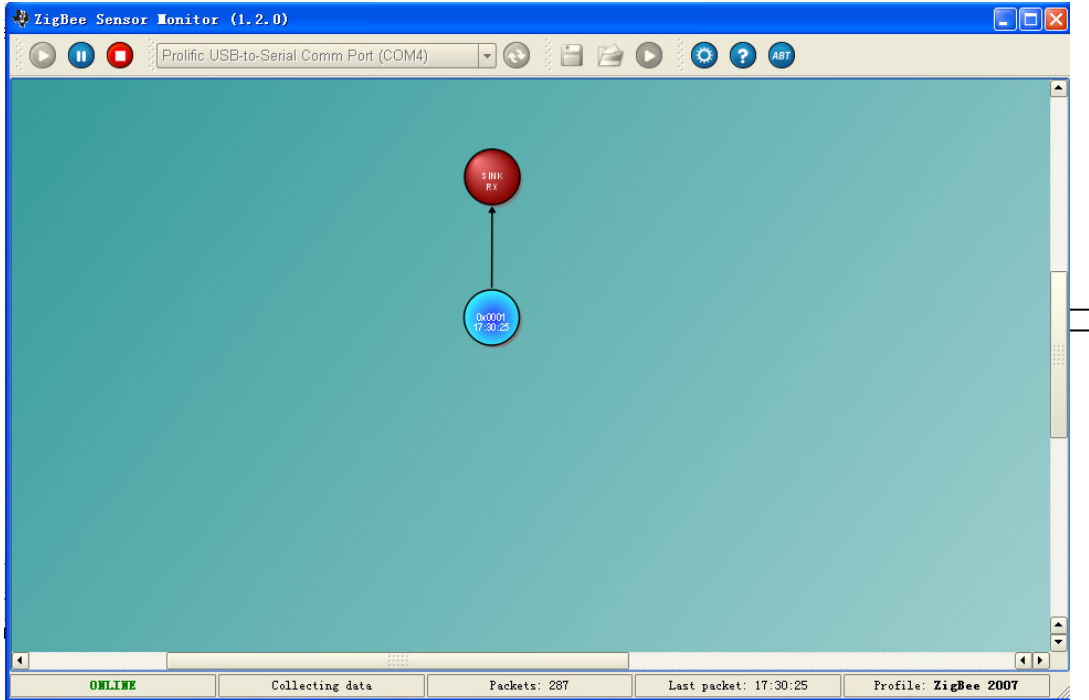 ZigBee Sensor Monitor (1.2.0)
Prolific USB-to-Serial Comm Port (COM4)
? ABT
SINK
RX
0x0001
17:30:25
ONLINE Collecting data Packets: 287 Last packet: 17:30:25 Profile: ZigBee 2007